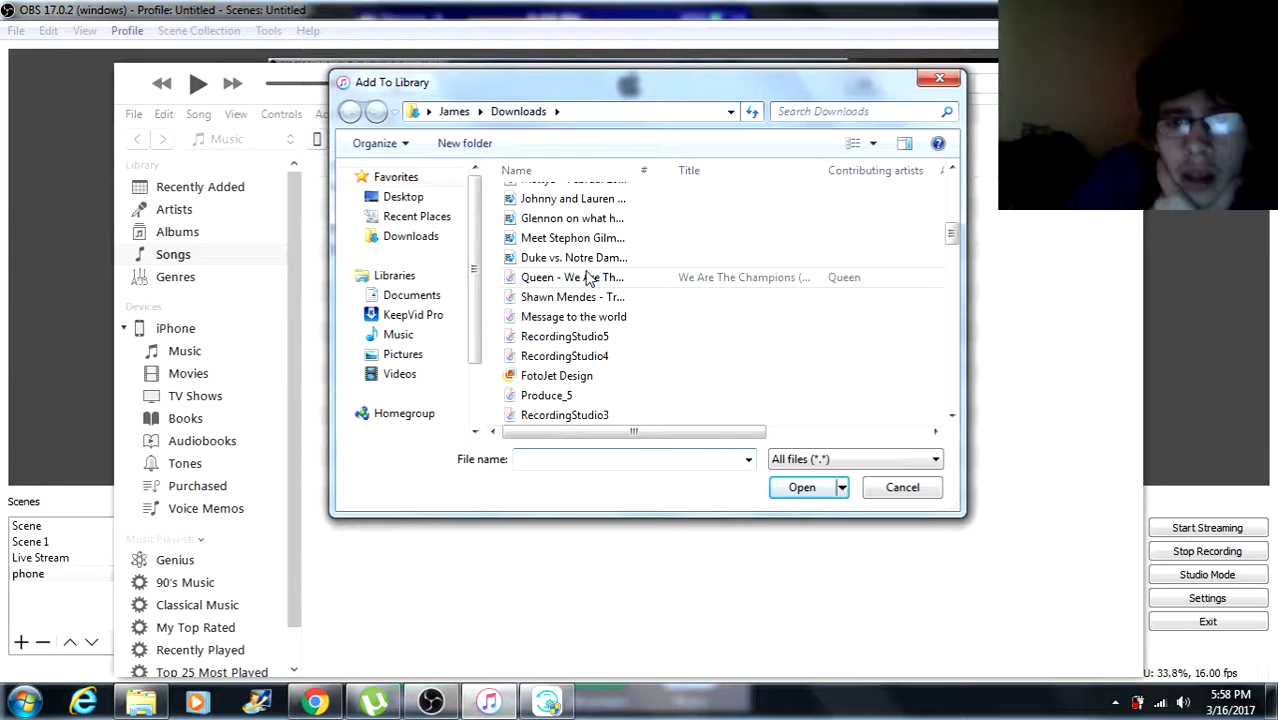 OBS 17.0.2 (windows) - Profile: Untitled - Scenes: Untitled
File Edit View Profile Scene Collection Tools Help
Add To Library
James Downloads
Search Downloads
Organize New folder
File Edit Song View Controls
Music
Library
Recently Added
Artists
Albums
Songs
Genres
Devices
iPhone
Music
Movies
TV Shows
Books
Audiobooks
Tones
Purchased
Voice Memos
Music Playlists
Genius
90's Music
Classical Music
My Top Rated
Recently Played
Top 25 Most Played
Favorites
Desktop
Recent Places
Downloads
Libraries
Documents
KeepVid Pro
Music
Pictures
Videos
Homegroup
Name # Title Contributing artists
Johnny and Lauren ...
Glennon on what h...
Meet Stephon Gilm...
Duke vs. Notre Dam...
Queen - We Are Th... We Are The Champions (... Queen
Shawn Mendes - Tr...
Message to the world
RecordingStudio5
RecordingStudio4
FotoJet Design
Produce_5
RecordingStudio3
File name:
All files (*.*)
Open Cancel
Scenes
Scene
Scene 1
Live Stream
phone
Start Streaming
Stop Recording
Studio Mode
Settings
Exit
U: 33.8%, 16.00 fps
5:58 PM
3/16/2017